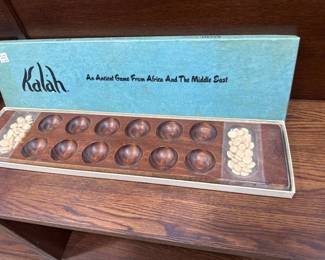 Kalah
An Ancient Game From Africa And The Middle East